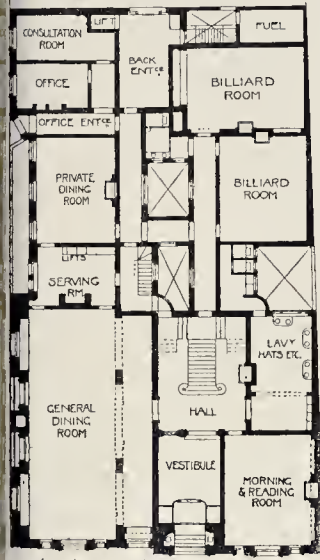 CONSULTATION
ROOM
LIFT
BACK
ENTCE
FUEL
OFFICE
BILLIARD
ROOM
OFFICE ENTCE
PRIVATE
DINING
ROOM
BILLIARD
ROOM
LIFTS
SERVING
RM
LAVY
HATS ETC.
GENERAL
DINING
ROOM
HALL
VESTIBULE
MORNING
& READING
ROOM